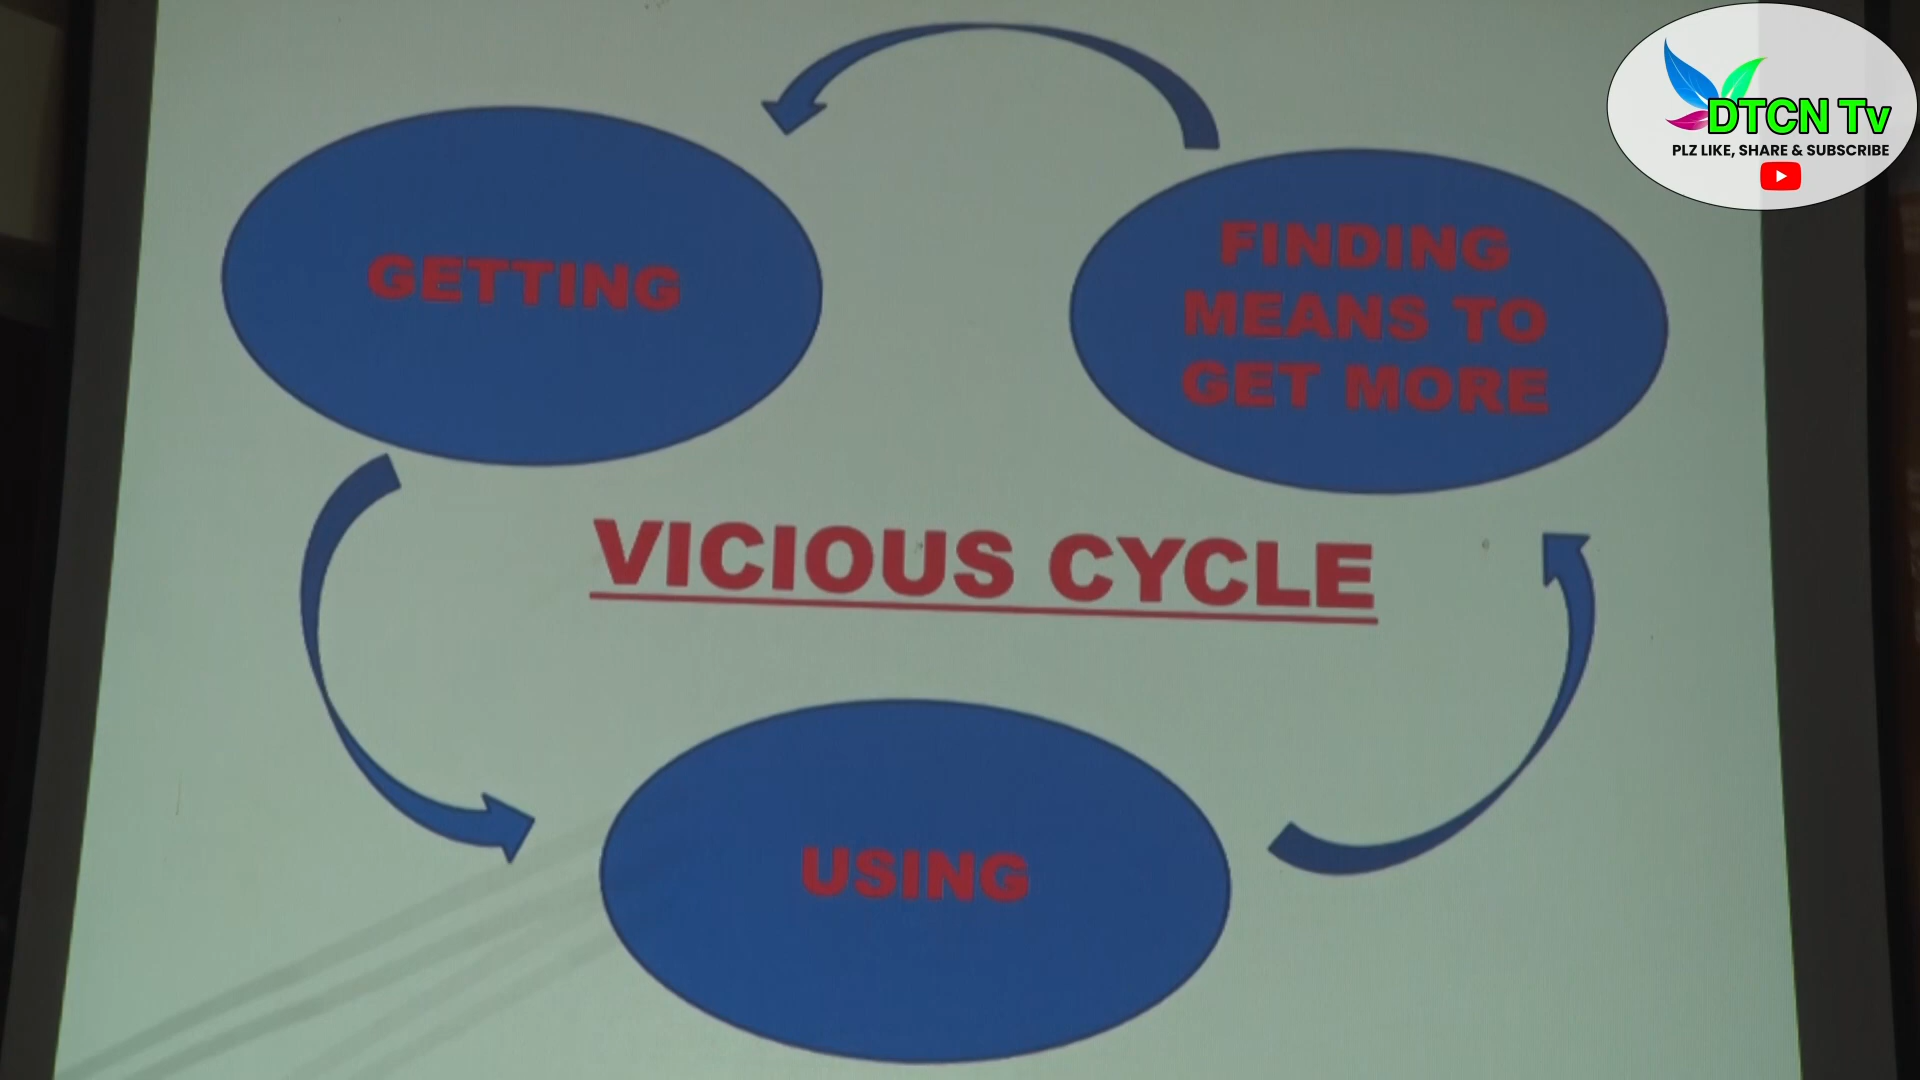 GETTING
FINDING
MEANS TO
GET MORE
VICIOUS CYCLE
USING
DTCN Tv
PLZ LIKE, SHARE & SUBSCRIBE